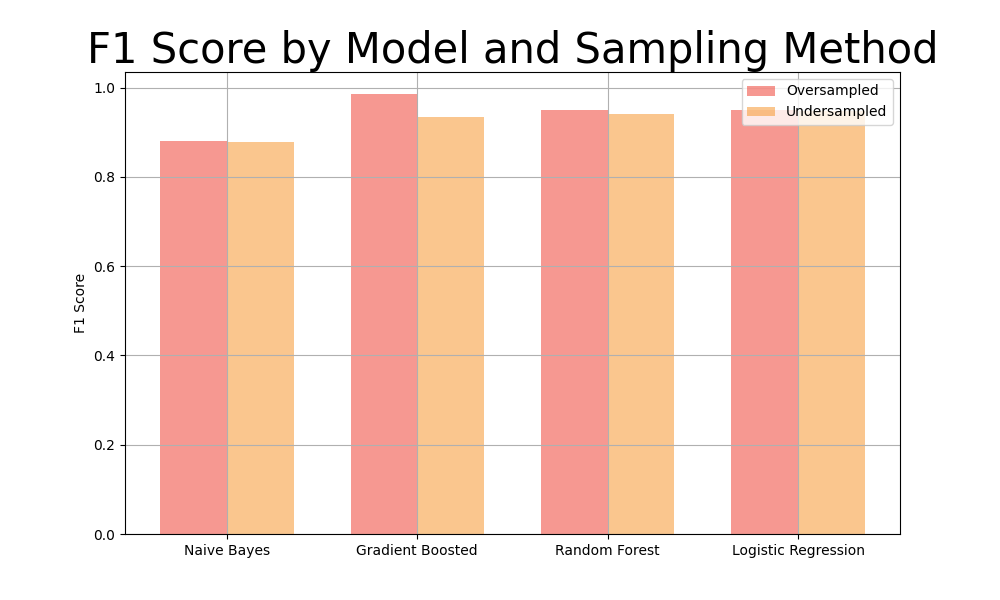 F1 Score by Model and Sampling Method
Oversampled
Undersampled
F1 Score
1.0
0.8
0.6
0.4
0.2
0.0
Naive Bayes Gradient Boosted Random Forest Logistic Regression